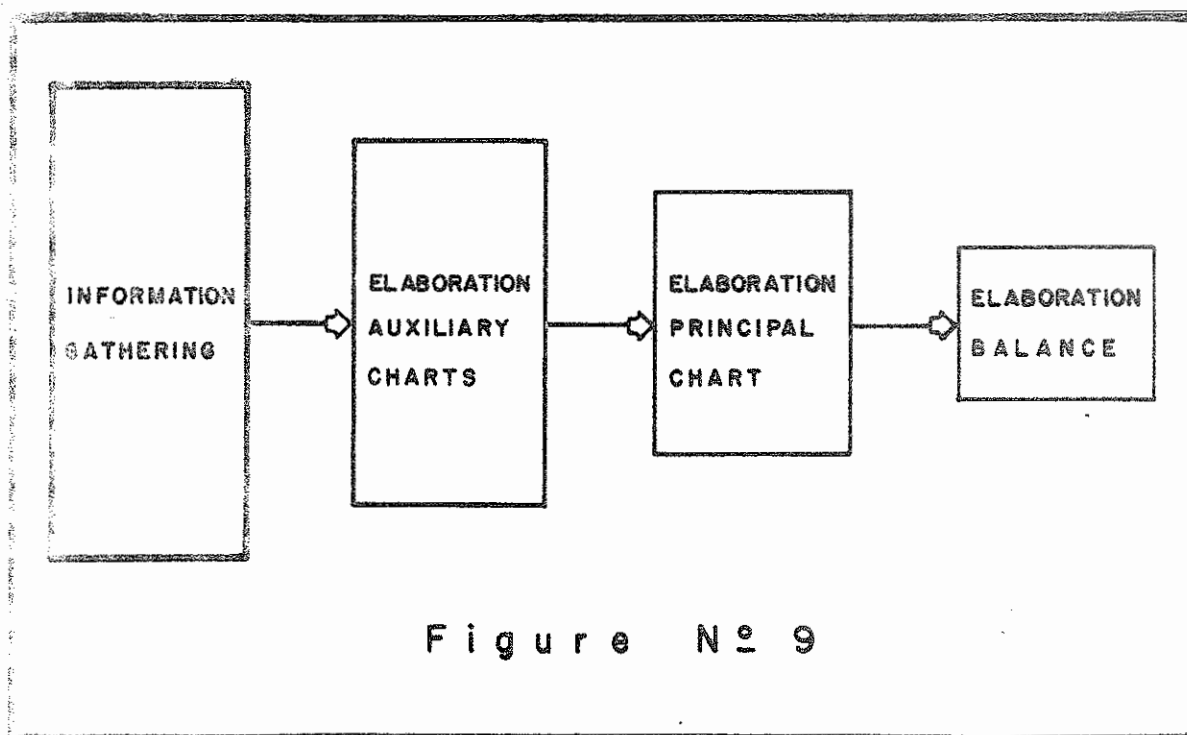 INFORMATION
GATHERING
ELABORATION
AUXILIARY
CHARTS
ELABORATION
PRINCIPAL
CHART
ELABORATION
BALANCE
Figure Nº 9